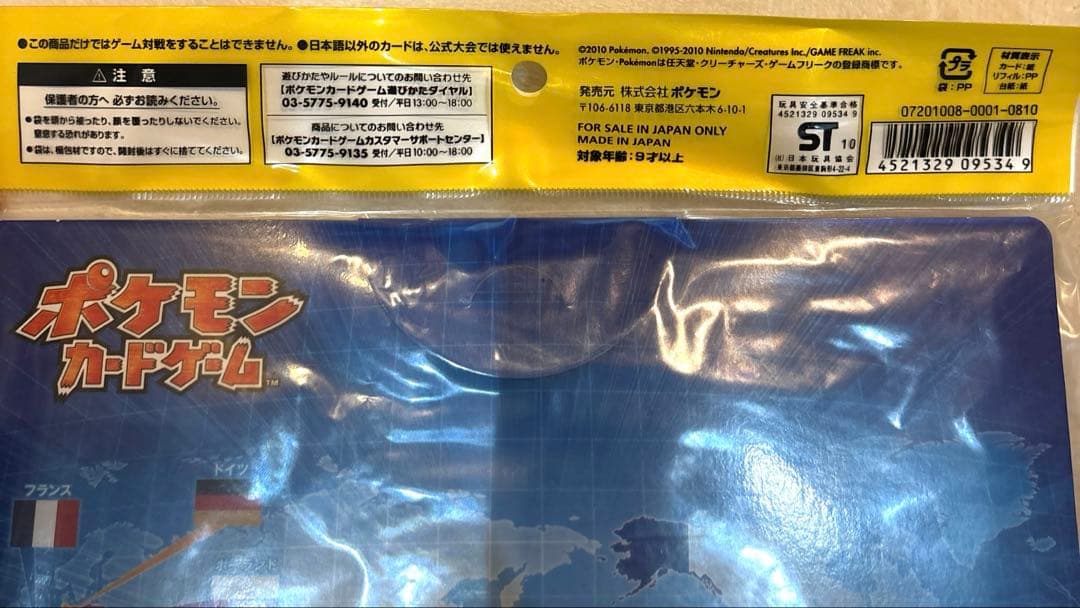 ●この商品だけではゲーム対戦をすることはできません。●日本語以外のカードは、公式大会では使えません。
⚠注意
保護者の方へ 必ずお読みください。
●袋を頭から被ったり、顔を覆ったりしないでください。
窒息する恐れがあります。
●袋は、梱包材ですので、開封後はすぐに捨ててください。
遊びかたやルールについてのお問い合わせ先
【ポケモンカードゲーム遊びかたダイヤル】
03-5775-9140 受付/平日13:00〜18:00
商品についてのお問い合わせ先
【ポケモンカードゲームカスタマーサポートセンター】
03-5775-9135 受付/平日10:00〜18:00
©2010 Pokémon. ©1995-2010 Nintendo/Creatures Inc./GAME FREAK inc.
ポケモン・Pokémonは任天堂・クリーチャーズ・ゲームフリークの登録商標です。
発売元 株式会社 ポケモン
〒106-6118 東京都港区六本木6-10-1
FOR SALE IN JAPAN ONLY
MADE IN JAPAN
対象年齢:9才以上
プラ
袋:PP
材質表示
カード:紙
リフィル:PP
台紙:紙
玩具安全基準合格
4521329 09534 9
ST 10
(社)日本玩具協会
東京都墨田区東駒形4-22-4
07201008-0001-0810
4521329 09534 9
ポケモン
カードゲーム™
フランス
ドイツ